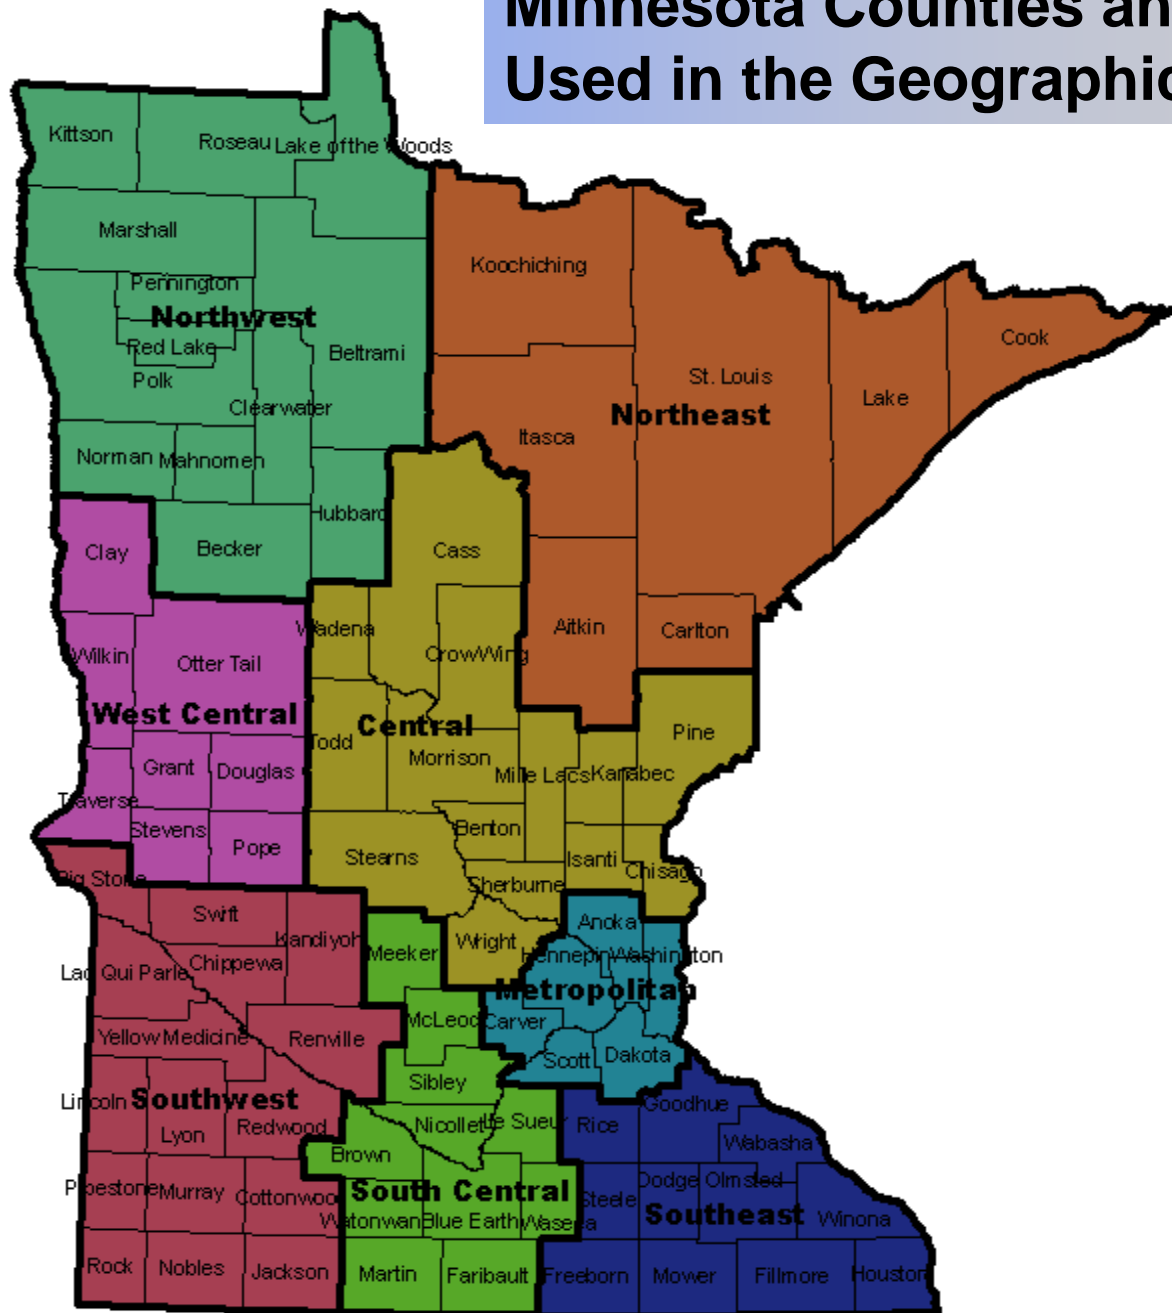 Minnesota Counties an
Used in the Geographic
Kittson
Roseau
Lake of the Woods
Marshall
Pennington
Northwest
Red Lake
Beltrami
Polk
Clearwater
Norman
Mahnomen
Hubbard
Becker
Koochiching
Cook
St. Louis
Lake
Northeast
Itasca
Aitkin
Carlton
Clay
Wilkin
Otter Tail
West Central
Grant
Douglas
Traverse
Stevens
Pope
Cass
Wadena
Crow Wing
Central
Todd
Morrison
Pine
Mille Lacs
Kanabec
Benton
Stearns
Isanti
Chisago
Sherburne
Wright
Big Stone
Swift
Kandiyohi
Chippewa
Lac Qui Parle
Yellow Medicine
Renville
Lincoln
Southwest
Lyon
Redwood
Pipestone
Murray
Cottonwood
Rock
Nobles
Jackson
Meeker
McLeod
Sibley
Nicollet
Le Sueur
Brown
South Central
Watonwan
Blue Earth
Waseca
Martin
Faribault
Anoka
Hennepin
Washington
Metropolitan
Carver
Scott
Dakota
Goodhue
Rice
Wabasha
Dodge
Olmsted
Steele
Southeast
Winona
Freeborn
Mower
Fillmore
Houston